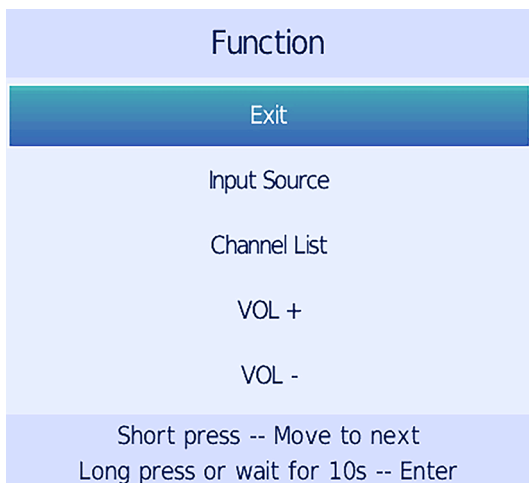 Function
Exit
Input Source
Channel List
VOL +
VOL -
Short press -- Move to next
Long press or wait for 10s -- Enter